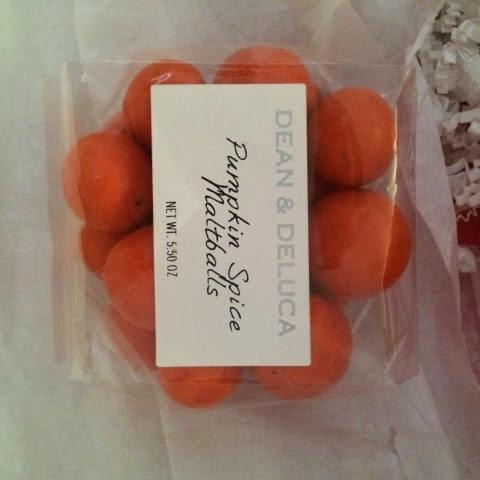 DEAN & DELUCA
Pumpkin Spice
Maltballs
NET WT. 5.50 OZ